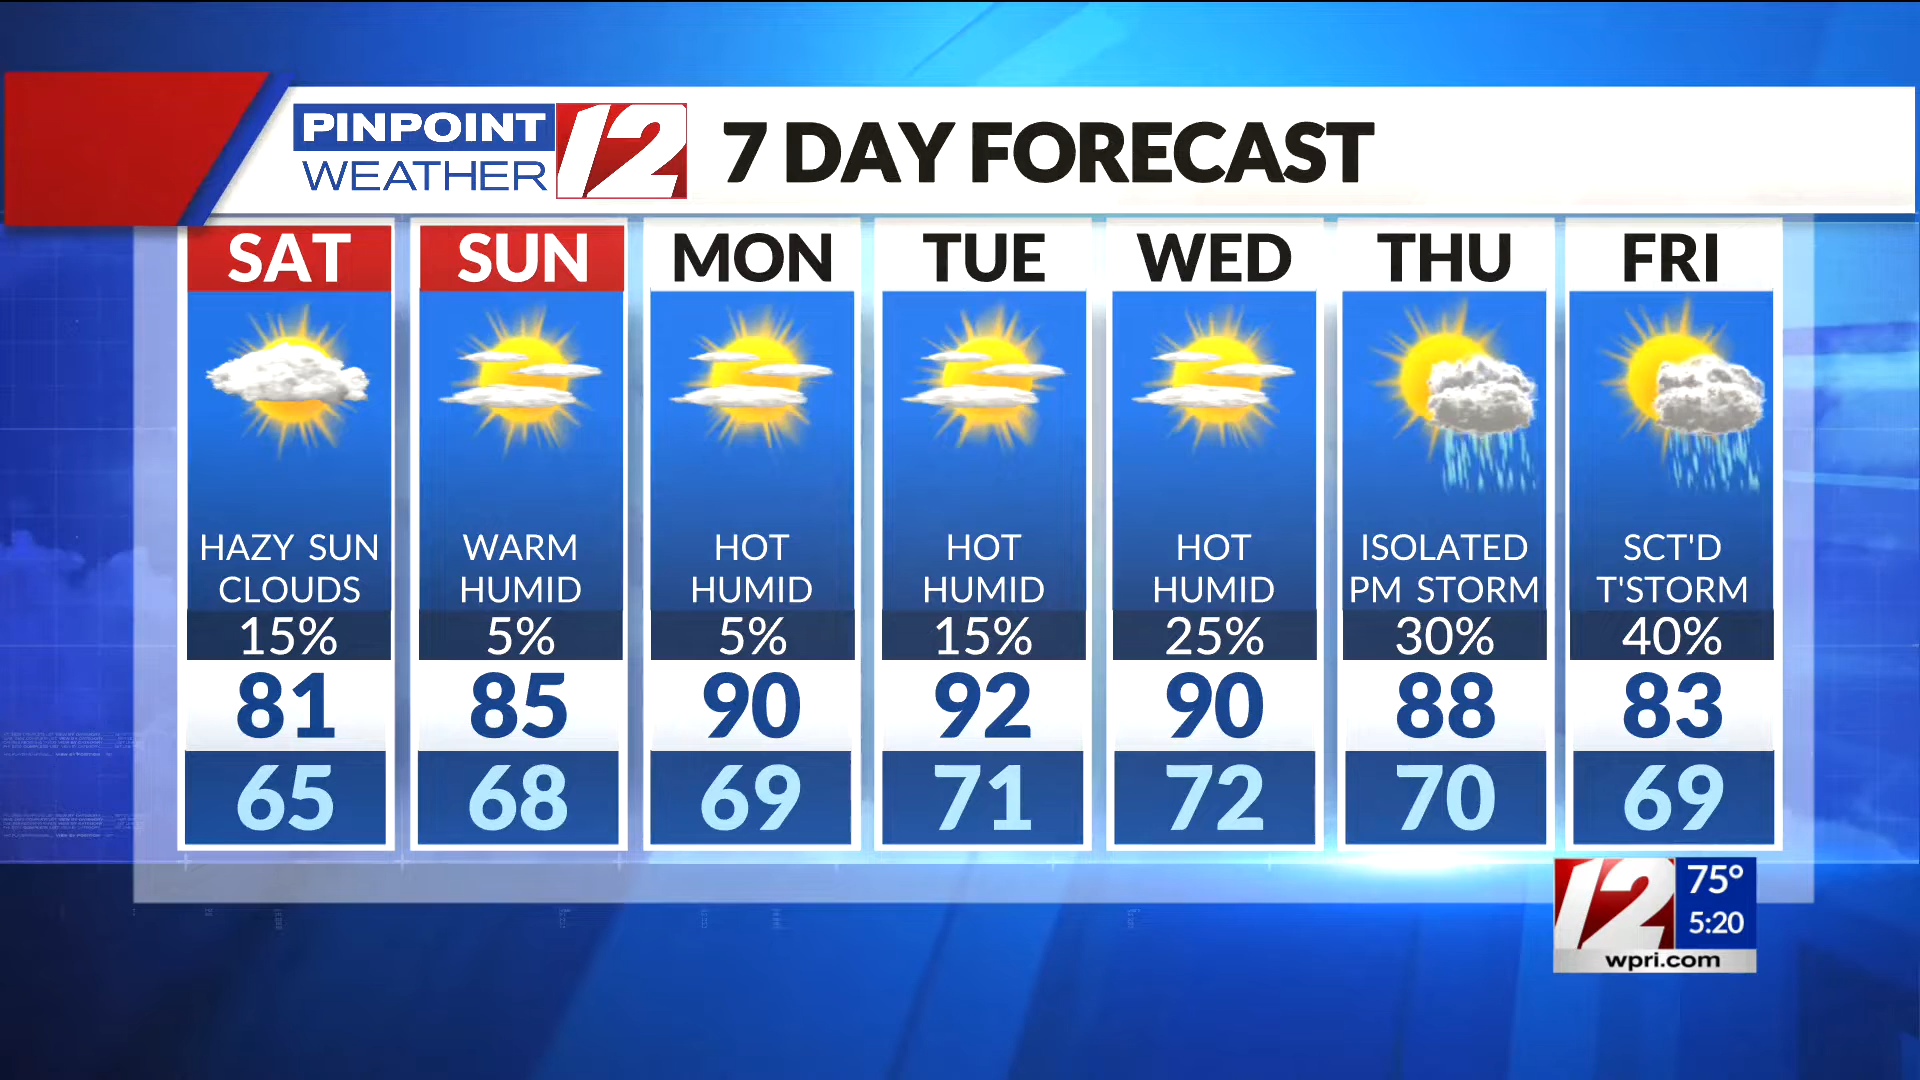 PINPOINT
WEATHER 12
7 DAY FORECAST
SAT SUN MON TUE WED THU FRI
HAZY SUN WARM HOT HOT HOT ISOLATED SCT'D
CLOUDS HUMID HUMID HUMID HUMID PM STORM T'STORM
15% 5% 5% 15% 25% 30% 40%
81 85 90 92 90 88 83
65 68 69 71 72 70 69
12 75°
5:20
wpri.com